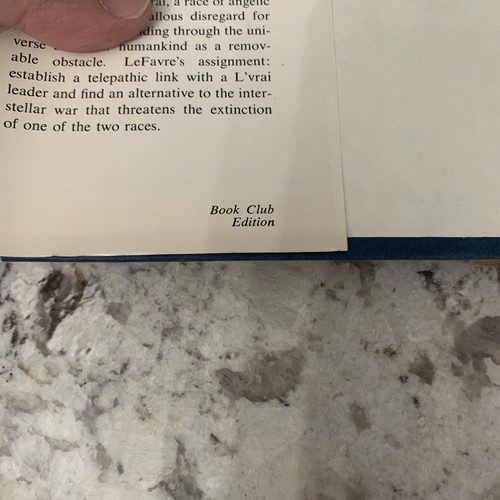 a race of angelic
callous disregard for
through the uni-
verse humankind as a remov-
able obstacle. LeFavre's assignment:
establish a telepathic link with a L'vrai
leader and find an alternative to the inter-
stellar war that threatens the extinction
of one of the two races.
Book Club
Edition